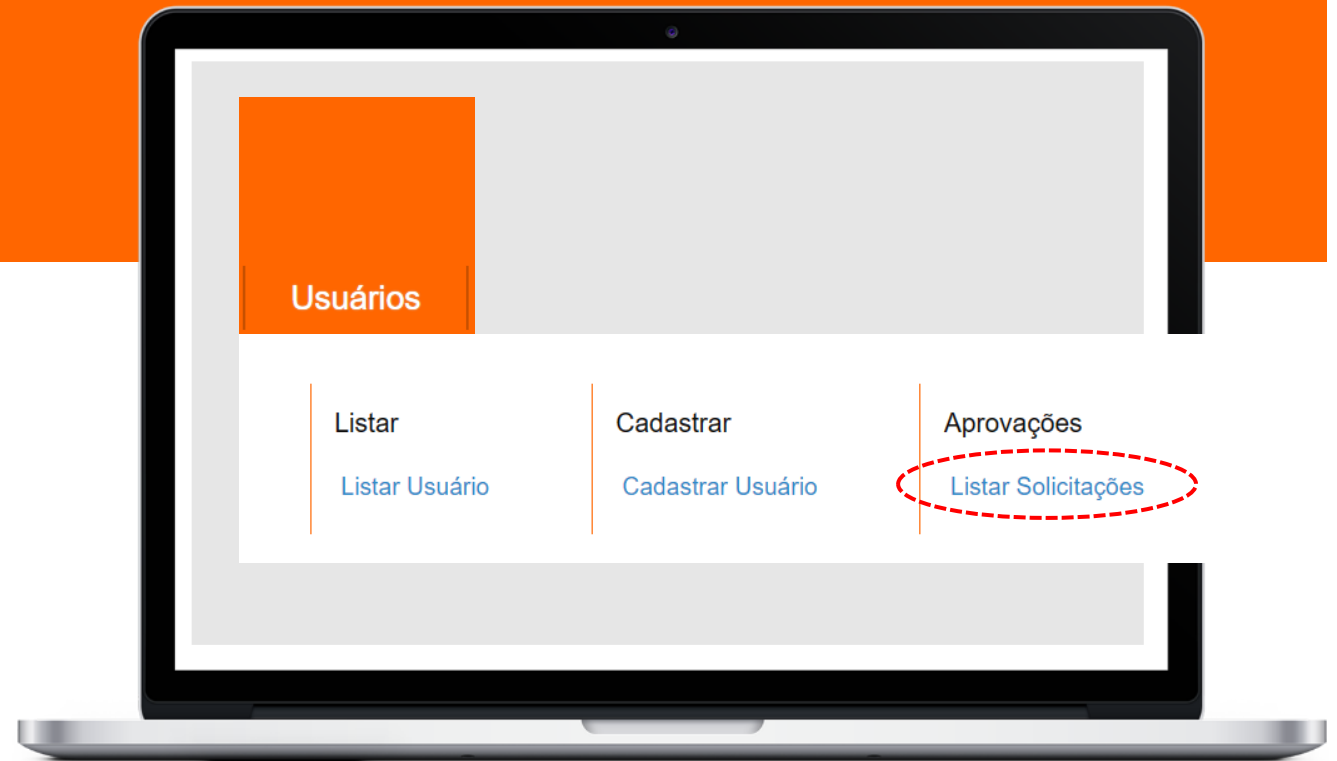 Usuários
Listar
Cadastrar
Aprovações
Listar Usuário
Cadastrar Usuário
Listar Solicitações